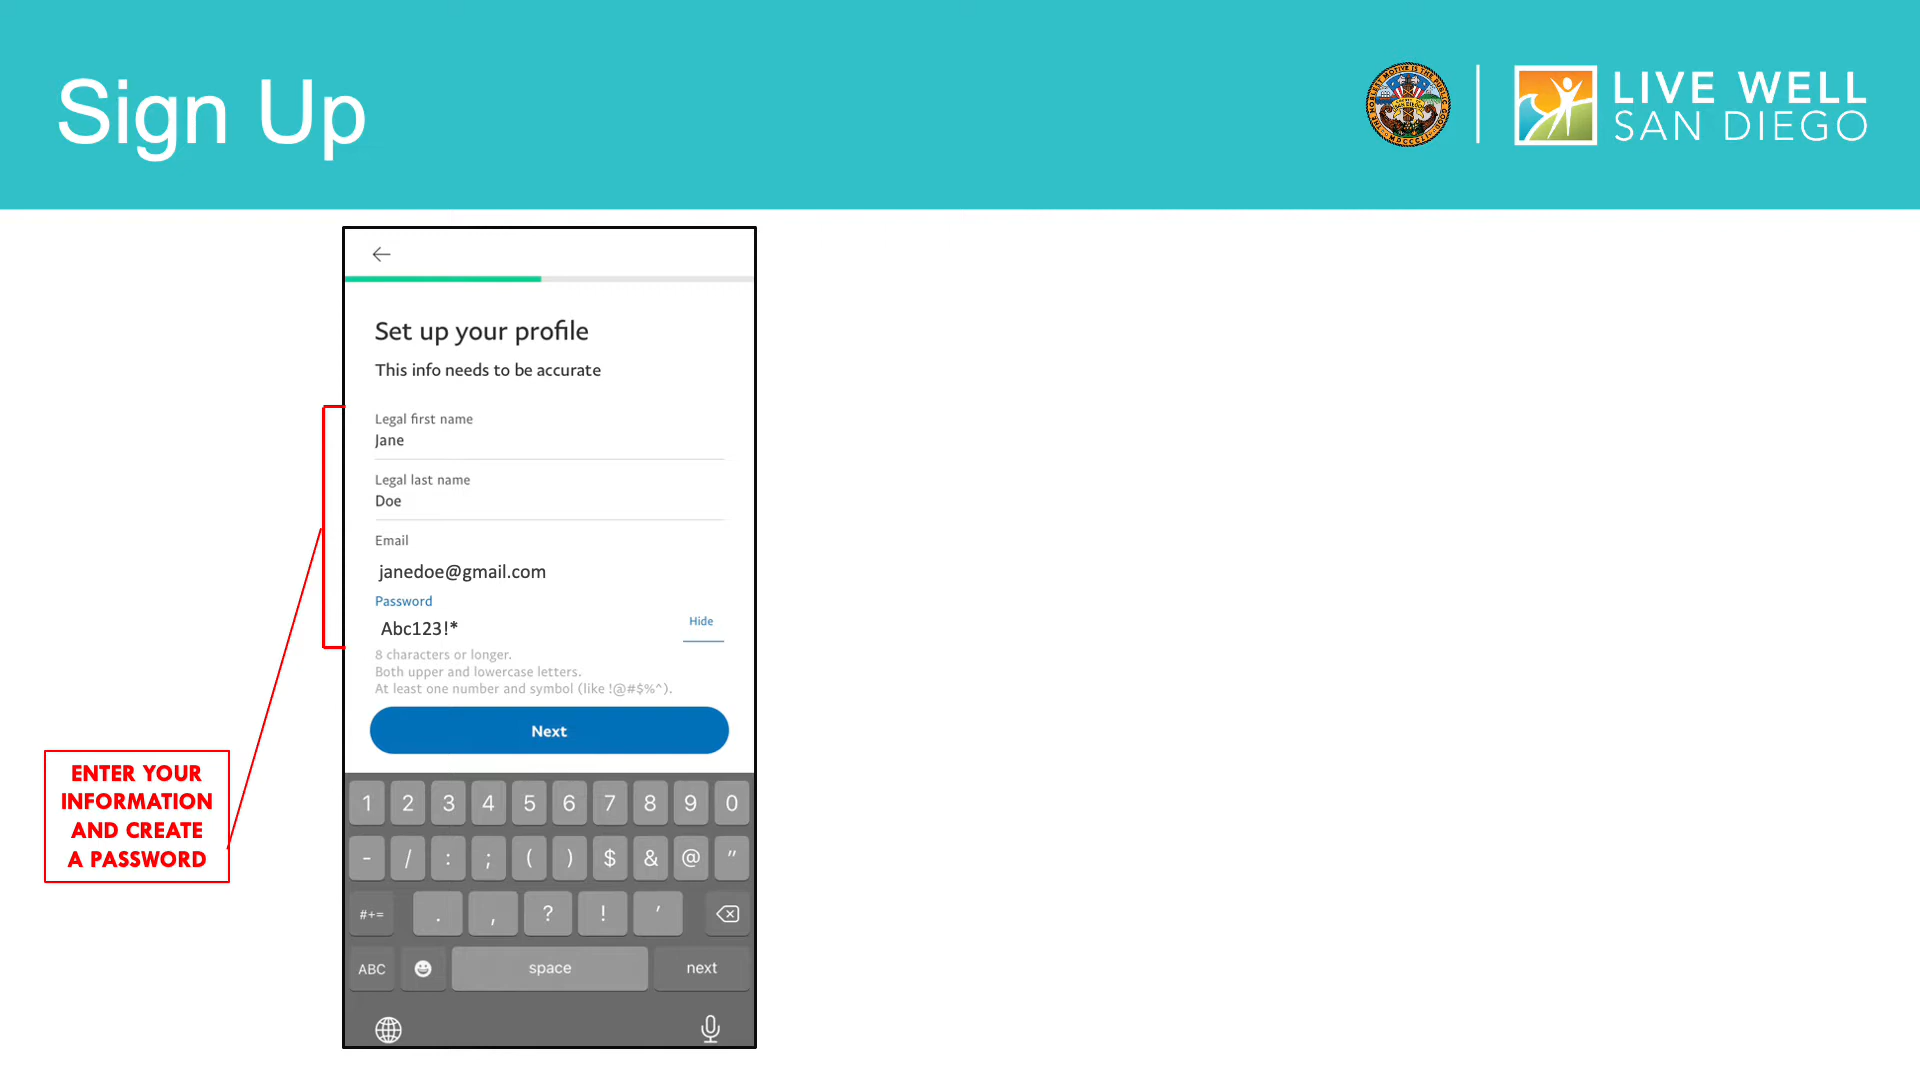 Sign Up
LIVE WELL
SAN DIEGO
Set up your profile
This info needs to be accurate
Legal first name
Jane
Legal last name
Doe
Email
janedoe@gmail.com
Password
Abc123!*
Hide
8 characters or longer.
Both upper and lowercase letters.
At least one number and symbol (like !@#$%^).
Next
ENTER YOUR
INFORMATION
AND CREATE
A PASSWORD
1 2 3 4 5 6 7 8 9 0
- / : ; ( ) $ & @ "
#+= . , ? ! '
ABC space next